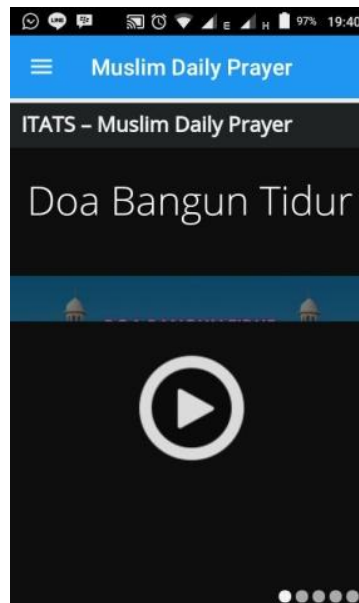 E H 97% 19:40
Muslim Daily Prayer
ITATS – Muslim Daily Prayer
Doa Bangun Tidur